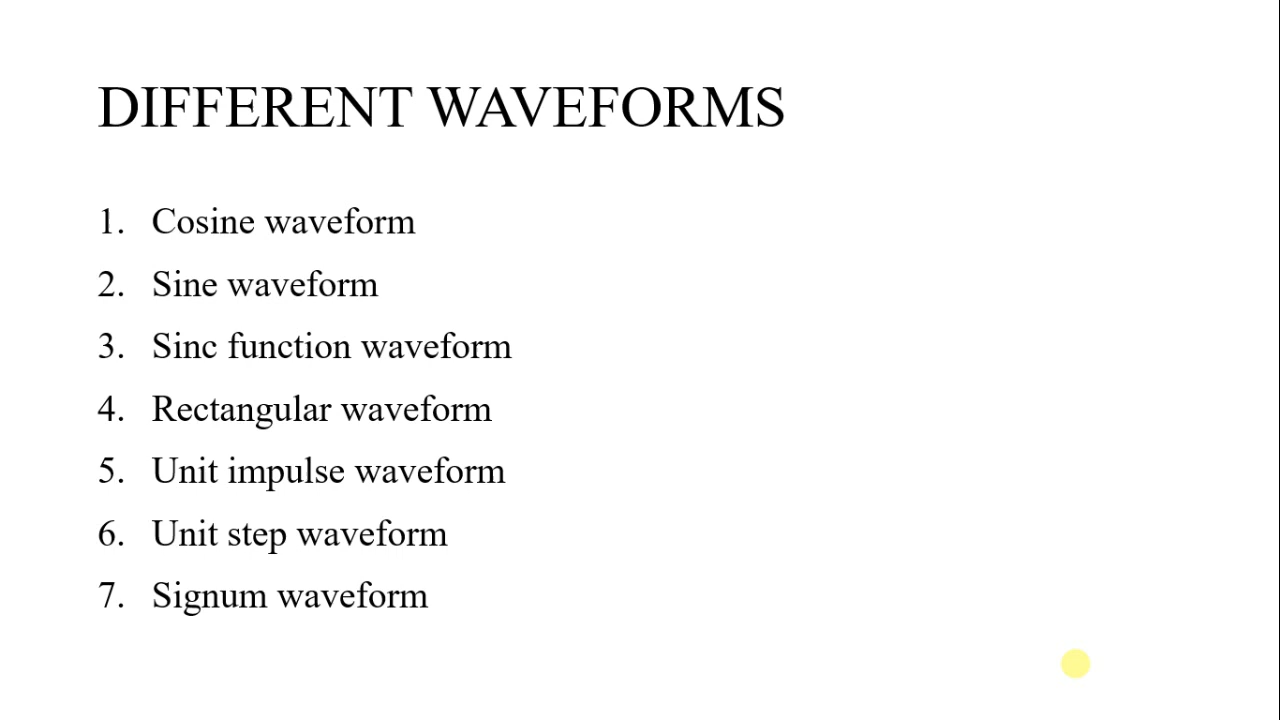 DIFFERENT WAVEFORMS
1. Cosine waveform
2. Sine waveform
3. Sinc function waveform
4. Rectangular waveform
5. Unit impulse waveform
6. Unit step waveform
7. Signum waveform